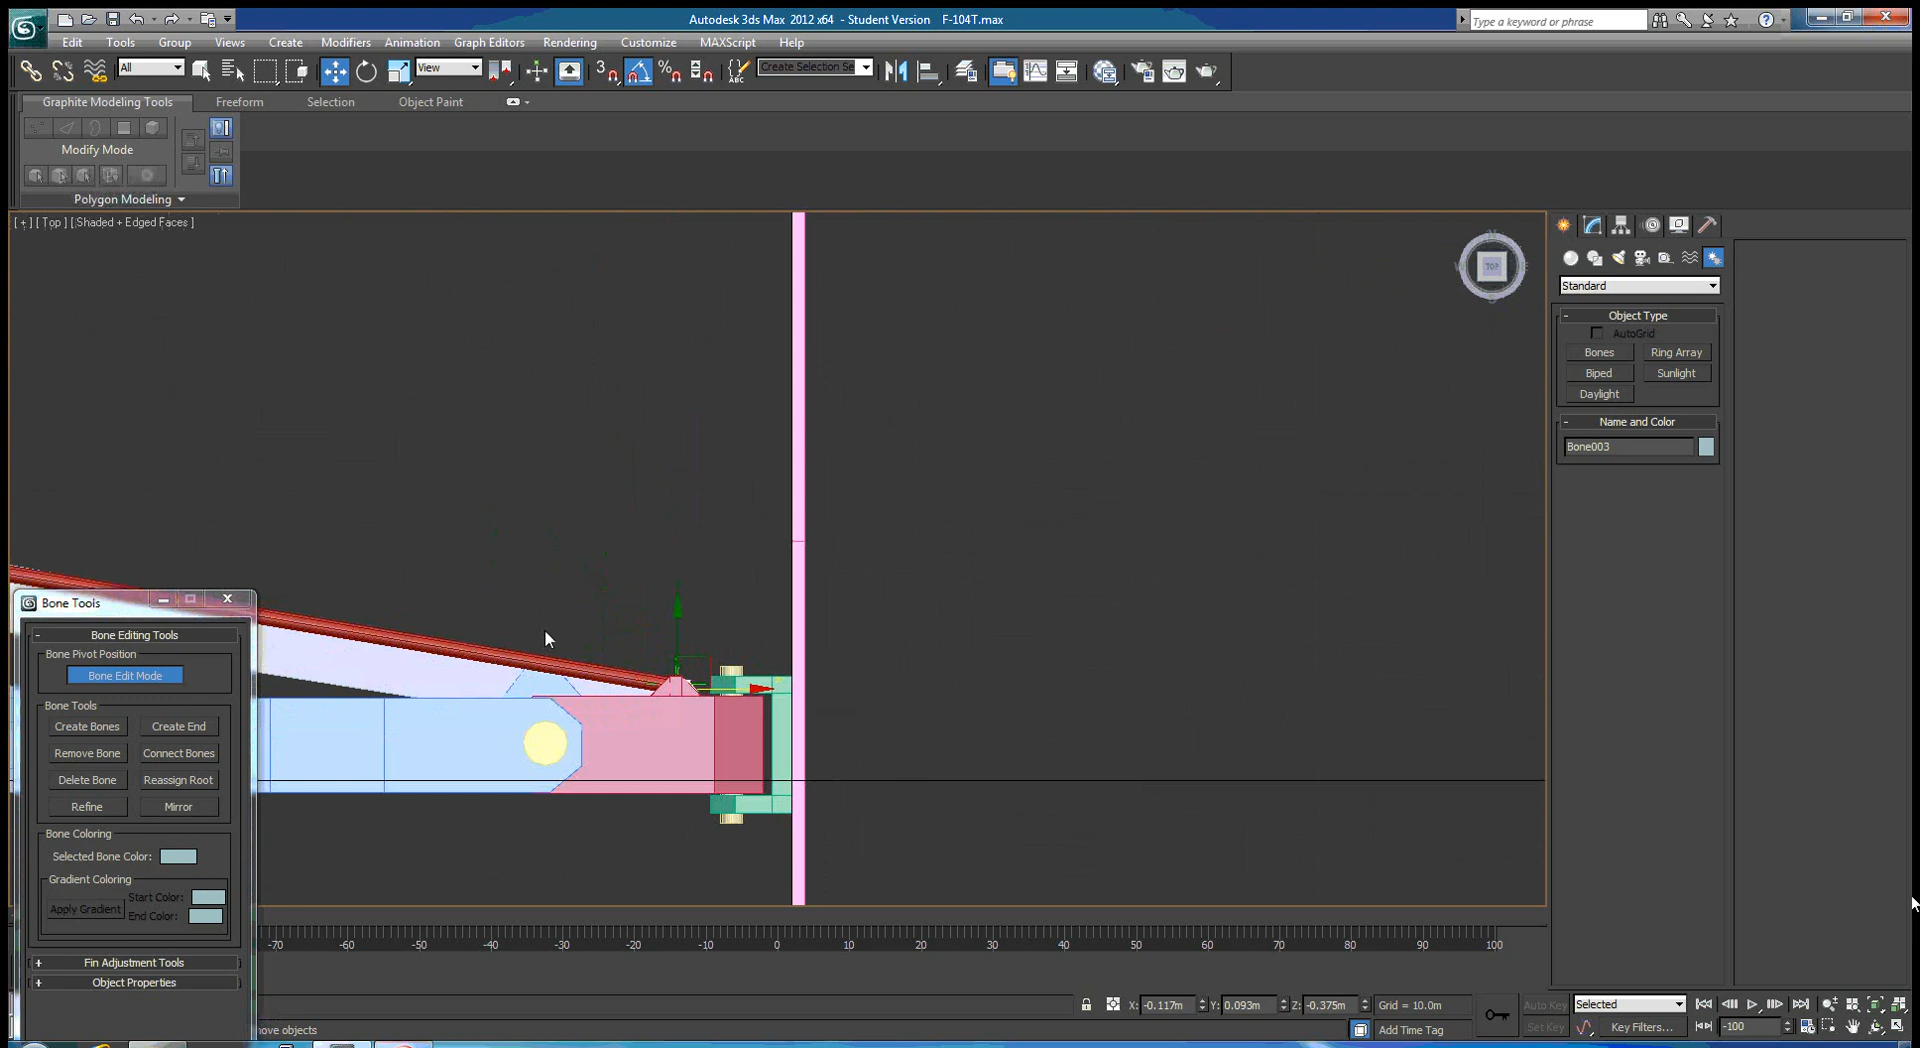 Autodesk 3ds Max 2012 x64 - Student Version F-104T.max
Type a keyword or phrase
Edit Tools Group Views Create Modifiers Animation Graph Editors Rendering Customize MAXScript Help
All
View
3
Create Selection Se
Graphite Modeling Tools Freeform Selection Object Paint
Modify Mode
Polygon Modeling
[ + ] [ Top ] [ Shaded + Edged Faces ]
TOP
Standard
- Object Type
AutoGrid
Bones Ring Array
Biped Sunlight
Daylight
- Name and Color
Bone003
Bone Tools
- Bone Editing Tools
Bone Pivot Position
Bone Edit Mode
Bone Tools
Create Bones Create End
Remove Bone Connect Bones
Delete Bone Reassign Root
Refine Mirror
Bone Coloring
Selected Bone Color:
Gradient Coloring
Apply Gradient Start Color:
End Color:
+ Fin Adjustment Tools
+ Object Properties
-70 -60 -50 -40 -30 -20 -10 0 10 20 30 40 50 60 70 80 90 100
X: -0.117m Y: 0.093m Z: -0.375m Grid = 10.0m
Auto Key Selected
ove objects
Add Time Tag
Set Key Key Filters... -100